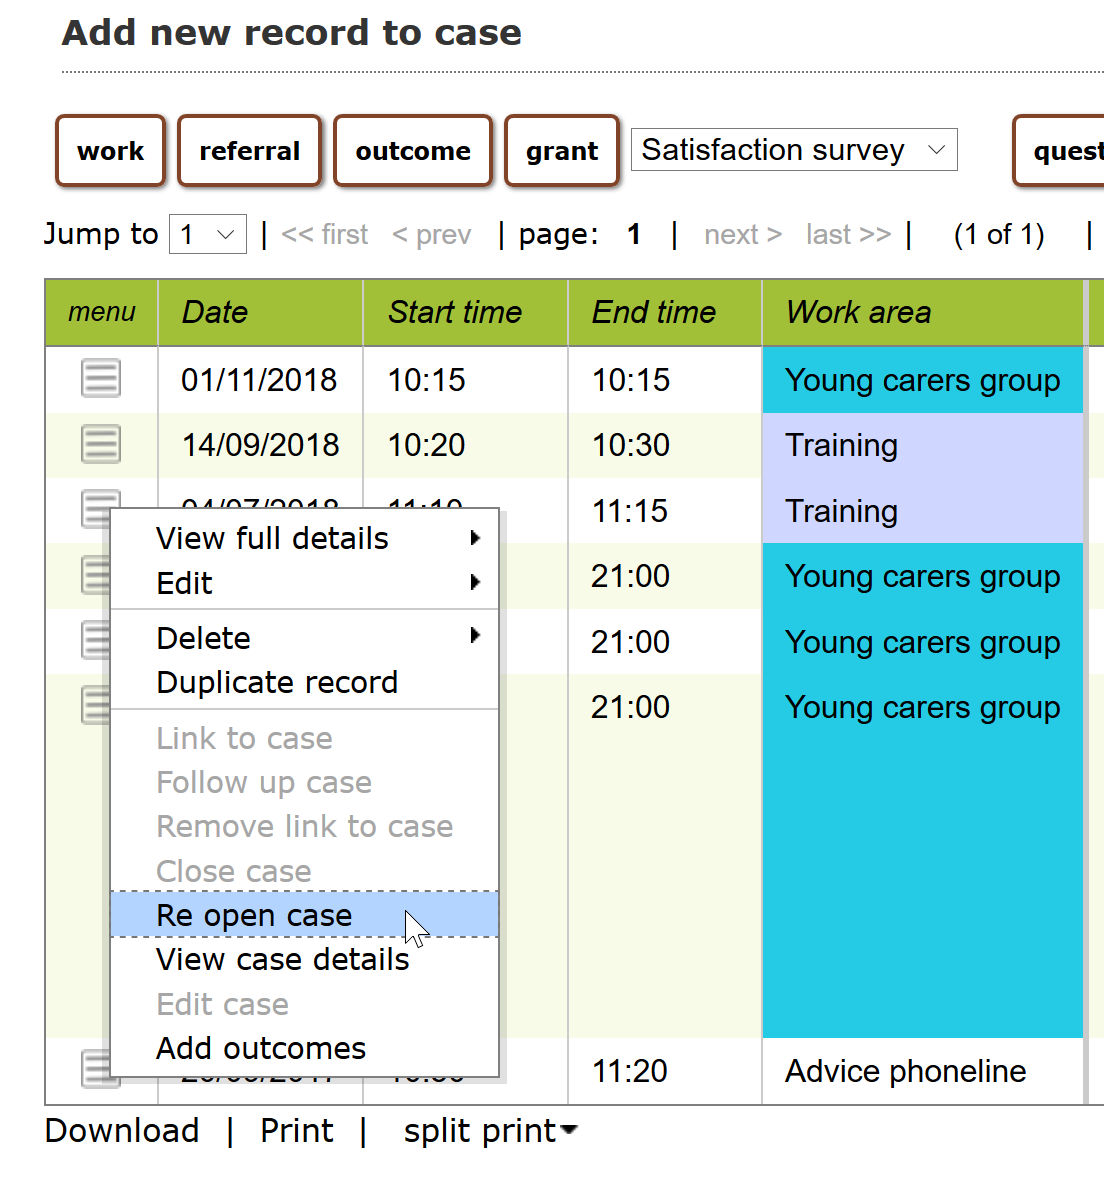 Add new record to case
work referral outcome grant Satisfaction survey quest
Jump to 1 | << first < prev | page: 1 | next > last >> | (1 of 1) |
menu Date Start time End time Work area
01/11/2018 10:15 10:15 Young carers group
14/09/2018 10:20 10:30 Training
04/07/2018 11:10 11:15 Training
View full details
Edit
21:00 Young carers group
Delete
21:00 Young carers group
Duplicate record
21:00 Young carers group
Link to case
Follow up case
Remove link to case
Close case
Re open case
View case details
Edit case
Add outcomes
11:20 Advice phoneline
Download | Print | split print